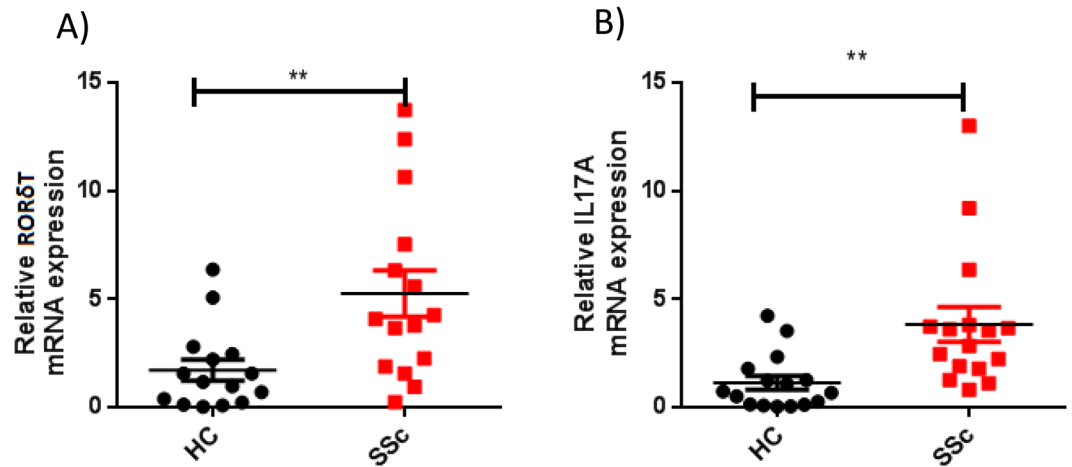 A)
**
15
10
5
0
Relative RORδT
mRNA expression
HC
SSc
B)
**
15
10
5
0
Relative IL17A
mRNA expression
HC
SSc